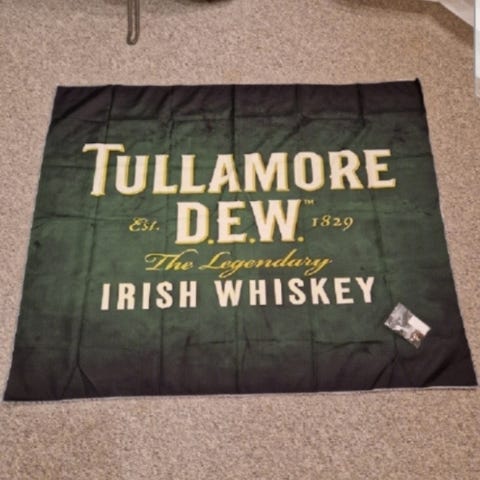 TULLAMORE
Est. D.E.W.™ 1829
The Legendary
IRISH WHISKEY